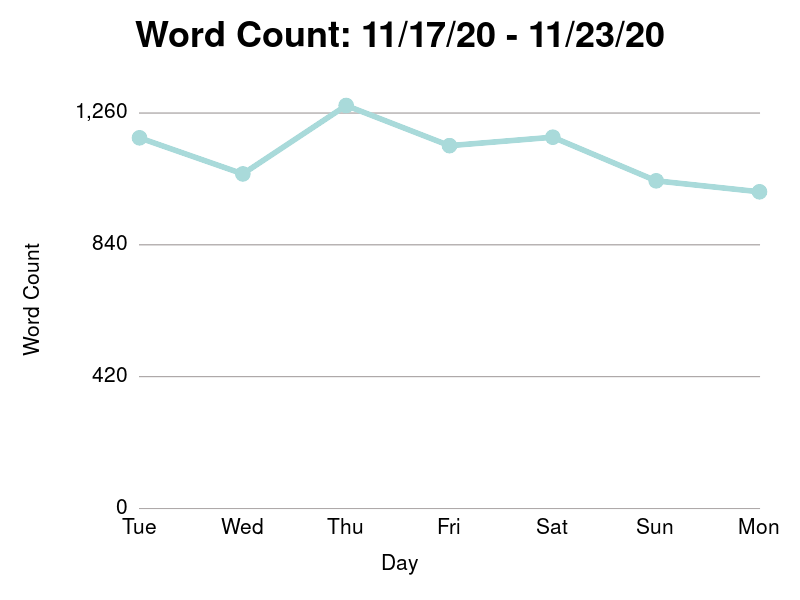 Word Count: 11/17/20 - 11/23/20
1,260
840
420
0
Word Count
Tue Wed Thu Fri Sat Sun Mon
Day